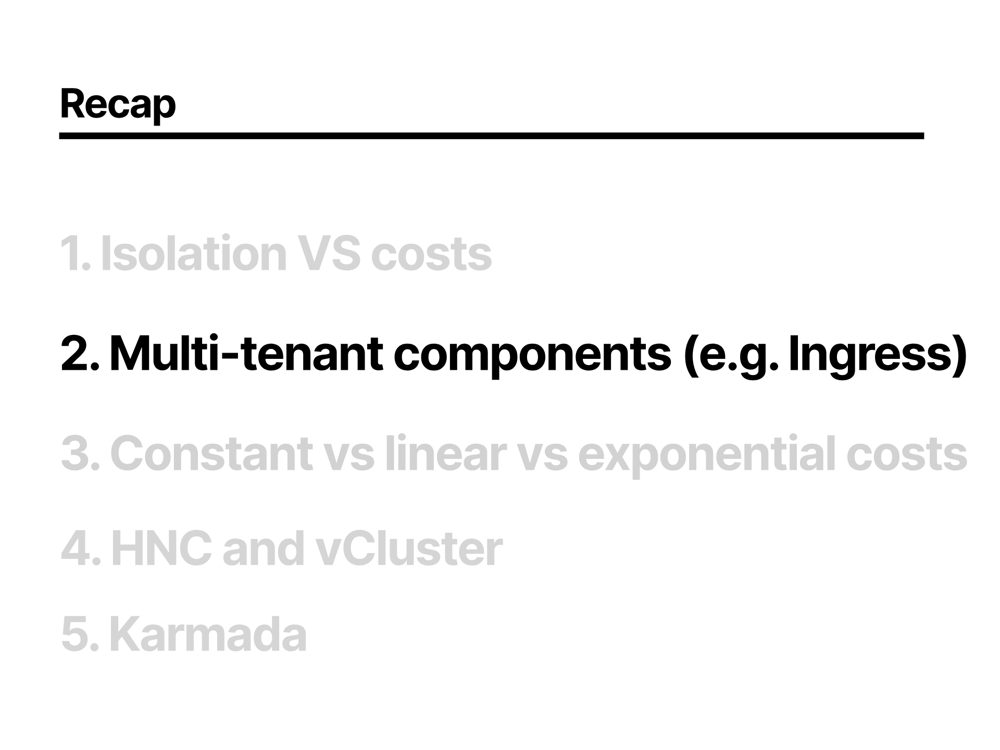 Recap
1. Isolation VS costs
2. Multi-tenant components (e.g. Ingress)
3. Constant vs linear vs exponential costs
4. HNC and vCluster
5. Karmada